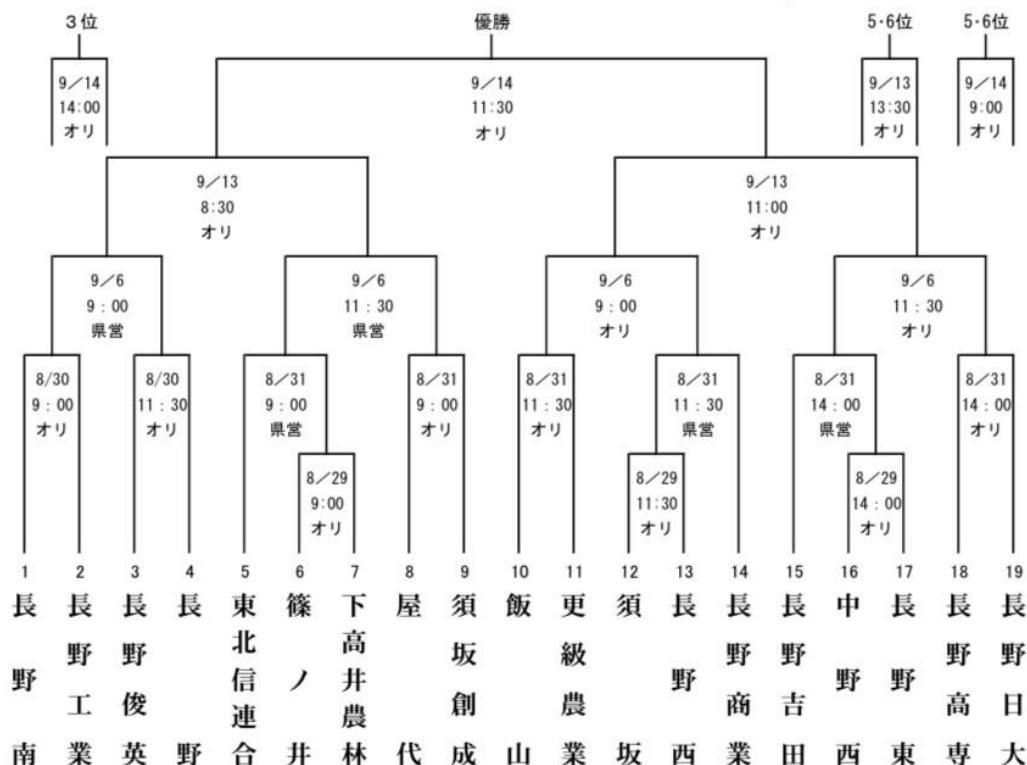 ３位
優勝
5・6位
5・6位
9／14
14:00
オリ
9／14
11:30
オリ
9／13
13:30
オリ
9／14
9:00
オリ
9／13
8:30
オリ
9／13
11:00
オリ
9／6
9：00
県営
9／6
11：30
県営
9／6
9：00
オリ
9／6
11：30
オリ
8/30
9：00
オリ
8/30
11：30
オリ
8／31
9：00
県営
8／31
9：00
オリ
8／31
11：30
オリ
8／31
11：30
県営
8／31
14：00
県営
8／31
14：00
オリ
8／29
9:00
オリ
8／29
11:30
オリ
8／29
14：00
オリ
1
長野南
2
長野工業
3
長野俊英
4
長野
5
東北信連合
6
篠ノ井
7
下高井農林
8
屋代
9
須坂創成
10
飯山
11
更級農業
12
須坂
13
長野西
14
長野商業
15
長野吉田
16
中野西
17
長野東
18
長野高専
19
長野日大